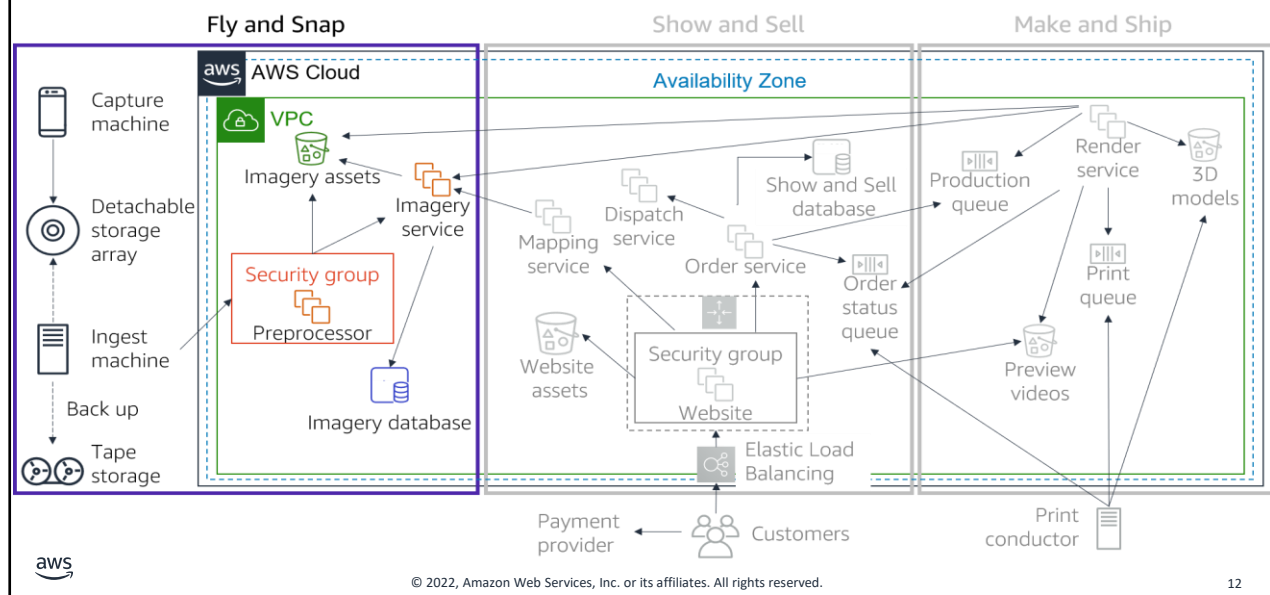 Fly and Snap
Show and Sell
Make and Ship
aws
AWS Cloud
Availability Zone
VPC
Capture
machine
Detachable
storage
array
Ingest
machine
Back up
Tape
storage
Imagery assets
Imagery
service
Security group
Preprocessor
Imagery database
Mapping
service
Dispatch
service
Show and Sell
database
Order service
Order
status
queue
Website
assets
Security group
Website
Elastic Load
Balancing
Payment
provider
Customers
Production
queue
Render
service
3D
models
Print
queue
Preview
videos
Print
conductor
aws
© 2022, Amazon Web Services, Inc. or its affiliates. All rights reserved.
12